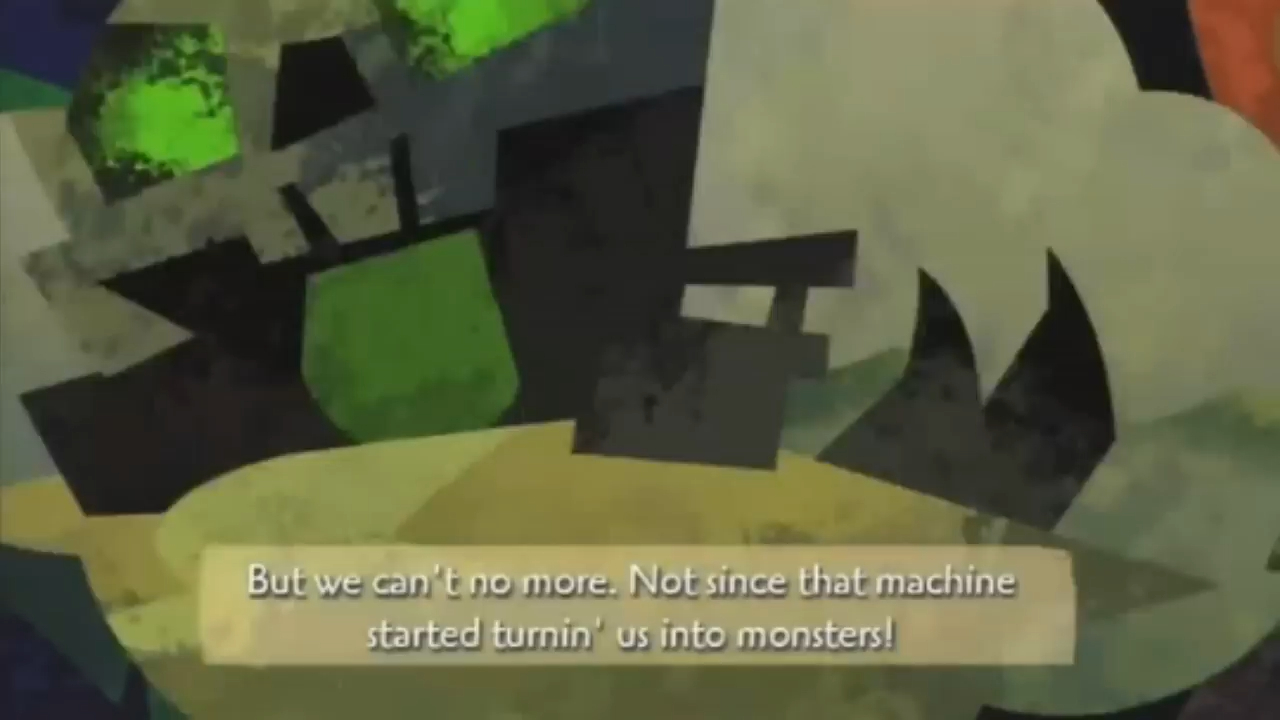 But we can't no more. Not since that machine
started turnin' us into monsters!